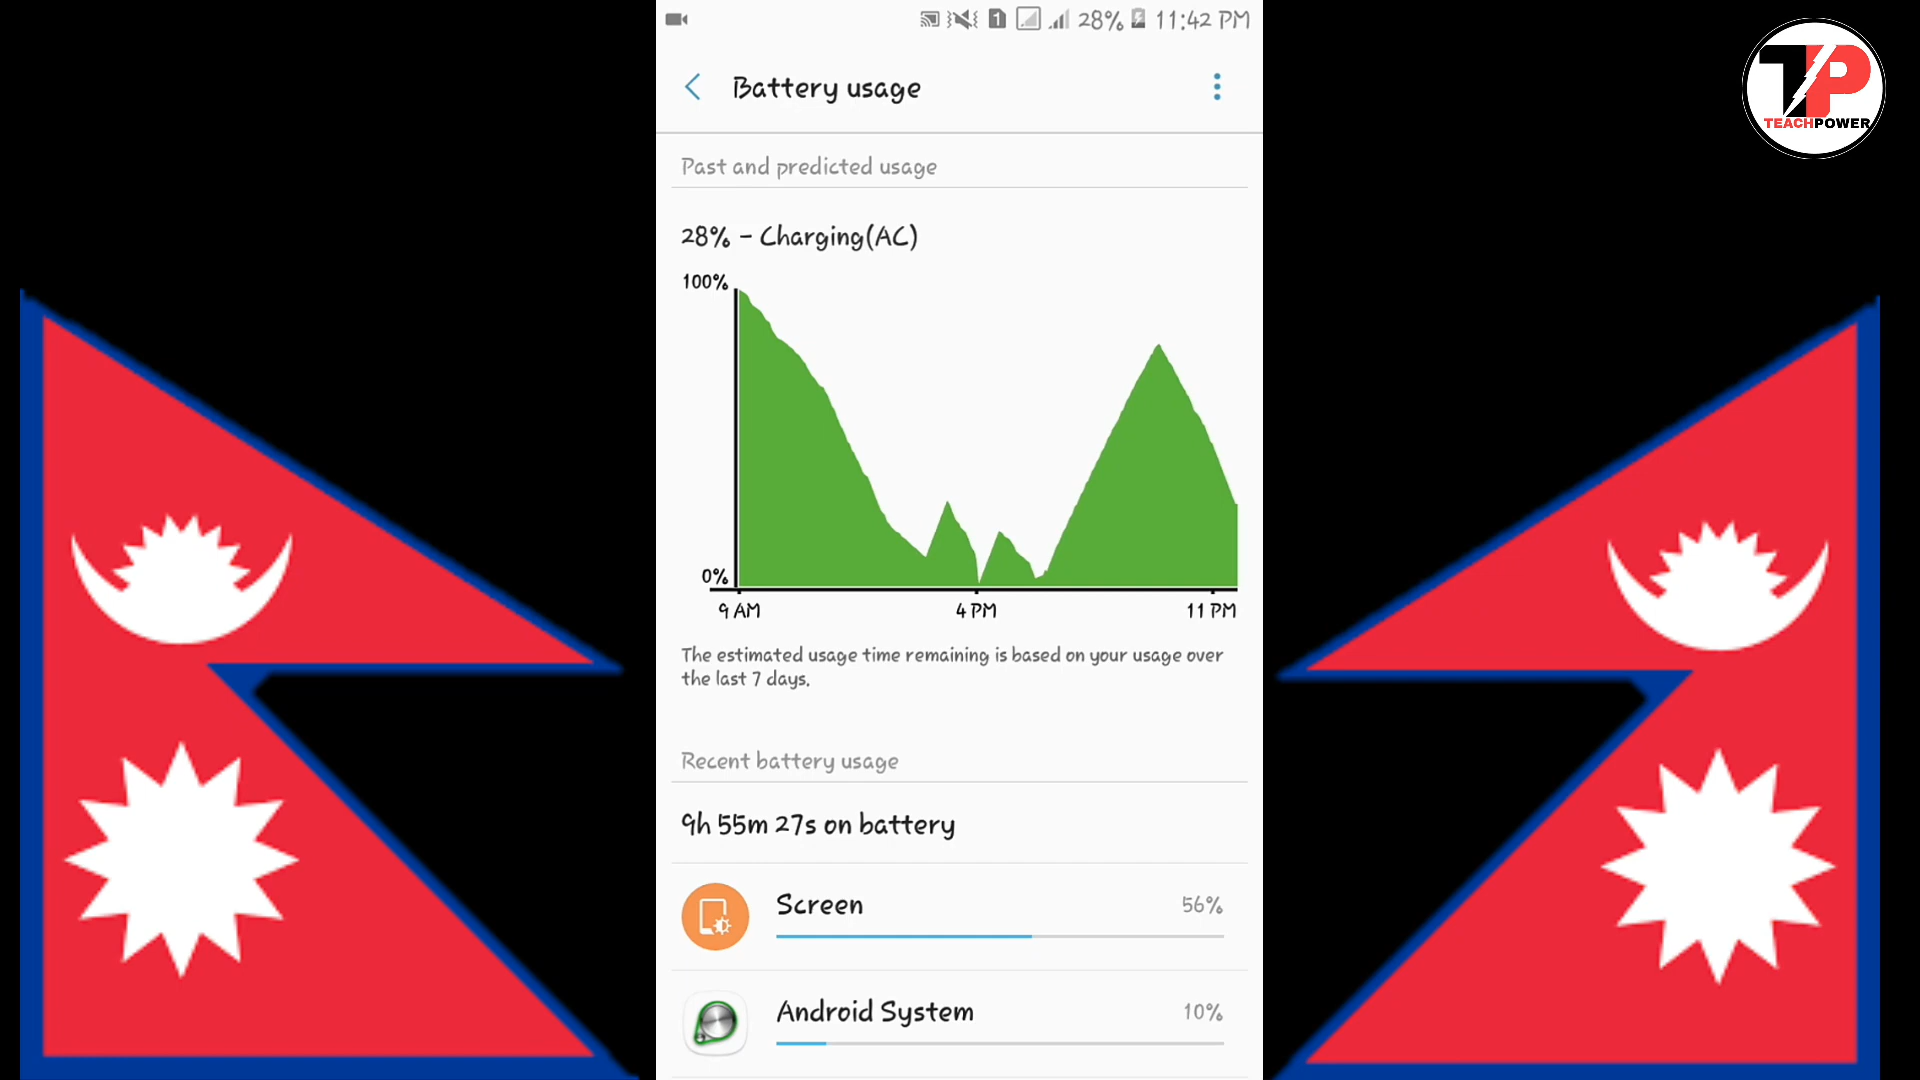 1 28% 11:42 PM
TP
TEACHPOWER
Battery usage
Past and predicted usage
28% - Charging(AC)
100%
0%
9 AM 4 PM 11 PM
The estimated usage time remaining is based on your usage over
the last 7 days.
Recent battery usage
9h 55m 27s on battery
Screen 56%
Android System 10%